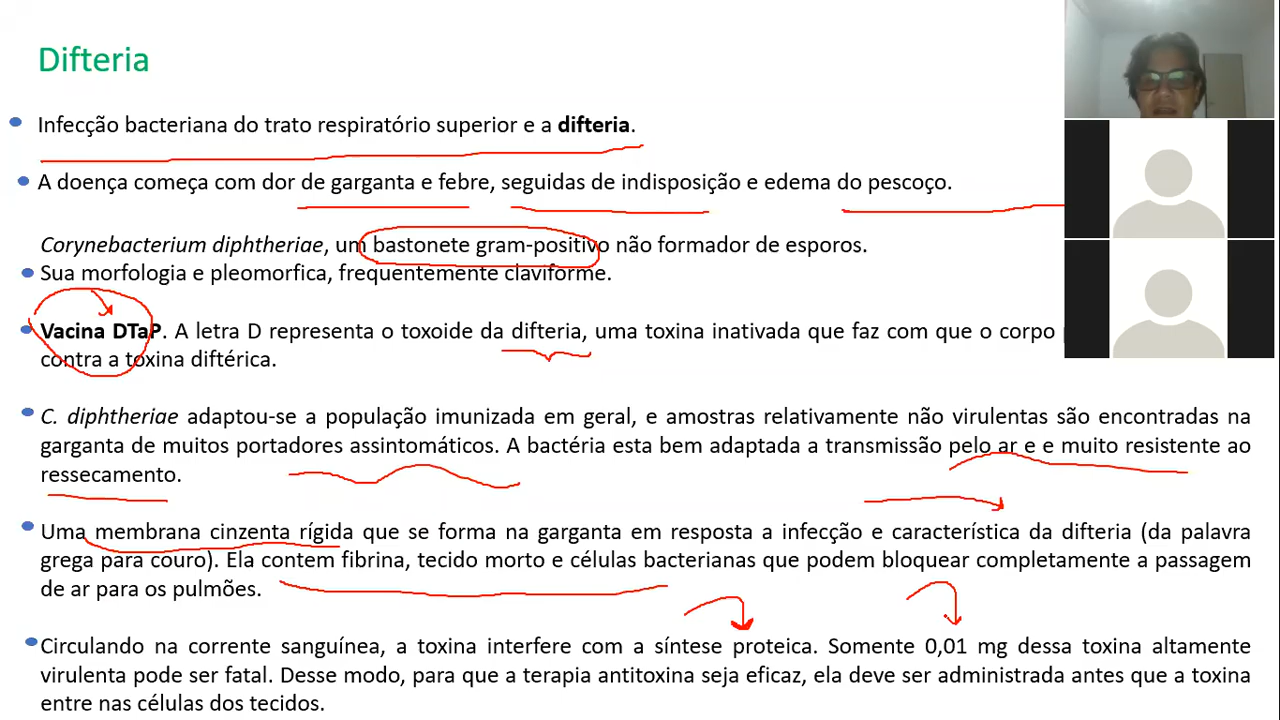 Difteria
Infecção bacteriana do trato respiratório superior e a difteria.
A doença começa com dor de garganta e febre, seguidas de indisposição e edema do pescoço.
Corynebacterium diphtheriae, um bastonete gram-positivo não formador de esporos.
Sua morfologia e pleomorfica, frequentemente claviforme.
Vacina DTaP. A letra D representa o toxoide da difteria, uma toxina inativada que faz com que o corpo
contra a toxina diftérica.
C. diphtheriae adaptou-se a população imunizada em geral, e amostras relativamente não virulentas são encontradas na
garganta de muitos portadores assintomáticos. A bactéria esta bem adaptada a transmissão pelo ar e e muito resistente ao
ressecamento.
Uma membrana cinzenta rígida que se forma na garganta em resposta a infecção e característica da difteria (da palavra
grega para couro). Ela contem fibrina, tecido morto e células bacterianas que podem bloquear completamente a passagem
de ar para os pulmões.
Circulando na corrente sanguínea, a toxina interfere com a síntese proteica. Somente 0,01 mg dessa toxina altamente
virulenta pode ser fatal. Desse modo, para que a terapia antitoxina seja eficaz, ela deve ser administrada antes que a toxina
entre nas células dos tecidos.